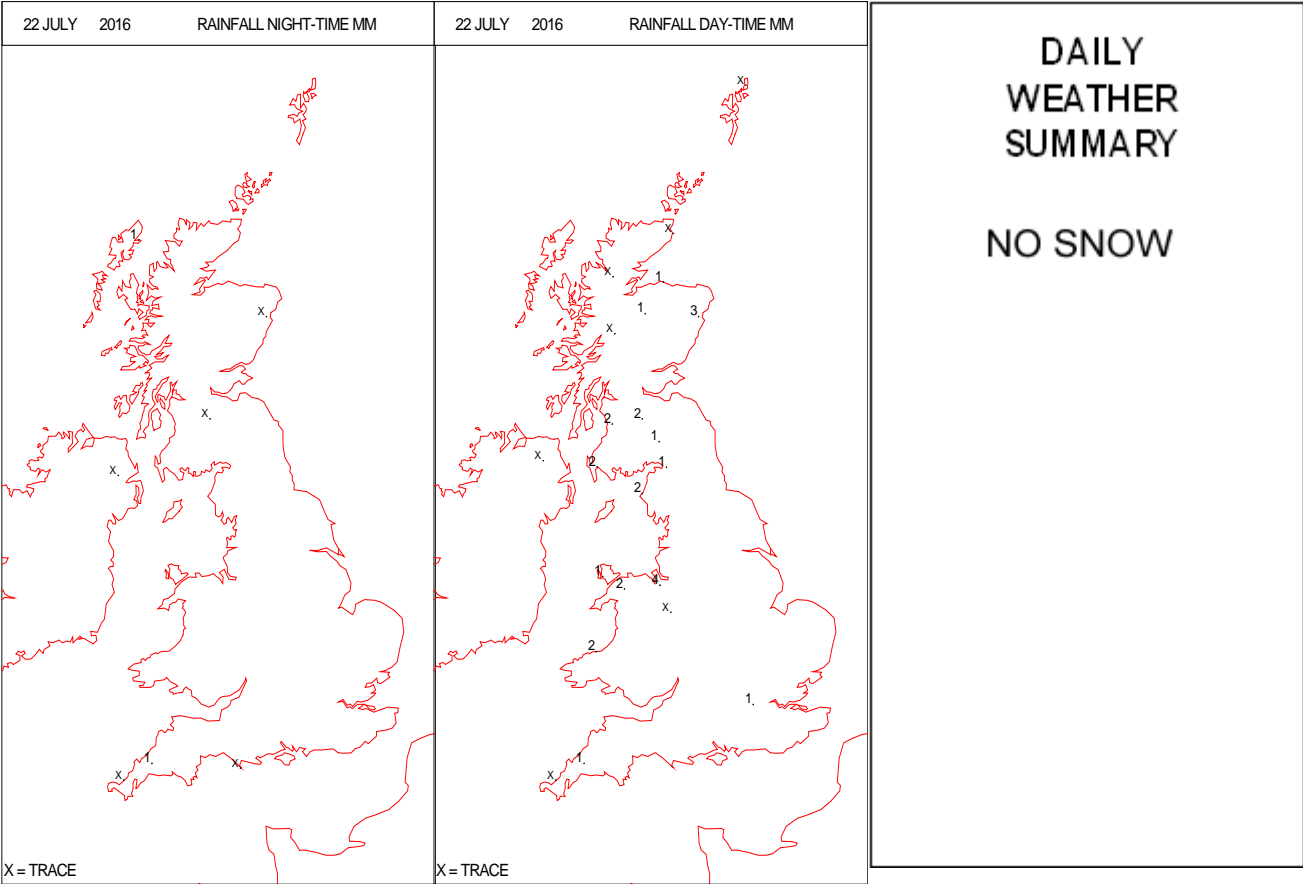 22 JULY 2016 RAINFALL NIGHT-TIME MM
1
X
X
X
1
X
X
X = TRACE
22 JULY 2016 RAINFALL DAY-TIME MM
X
X
X
1
1
3
X
2
2
1
X
2
1
2
1
2
4
X
2
1
1
X
X = TRACE
DAILY
WEATHER
SUMMARY
NO SNOW